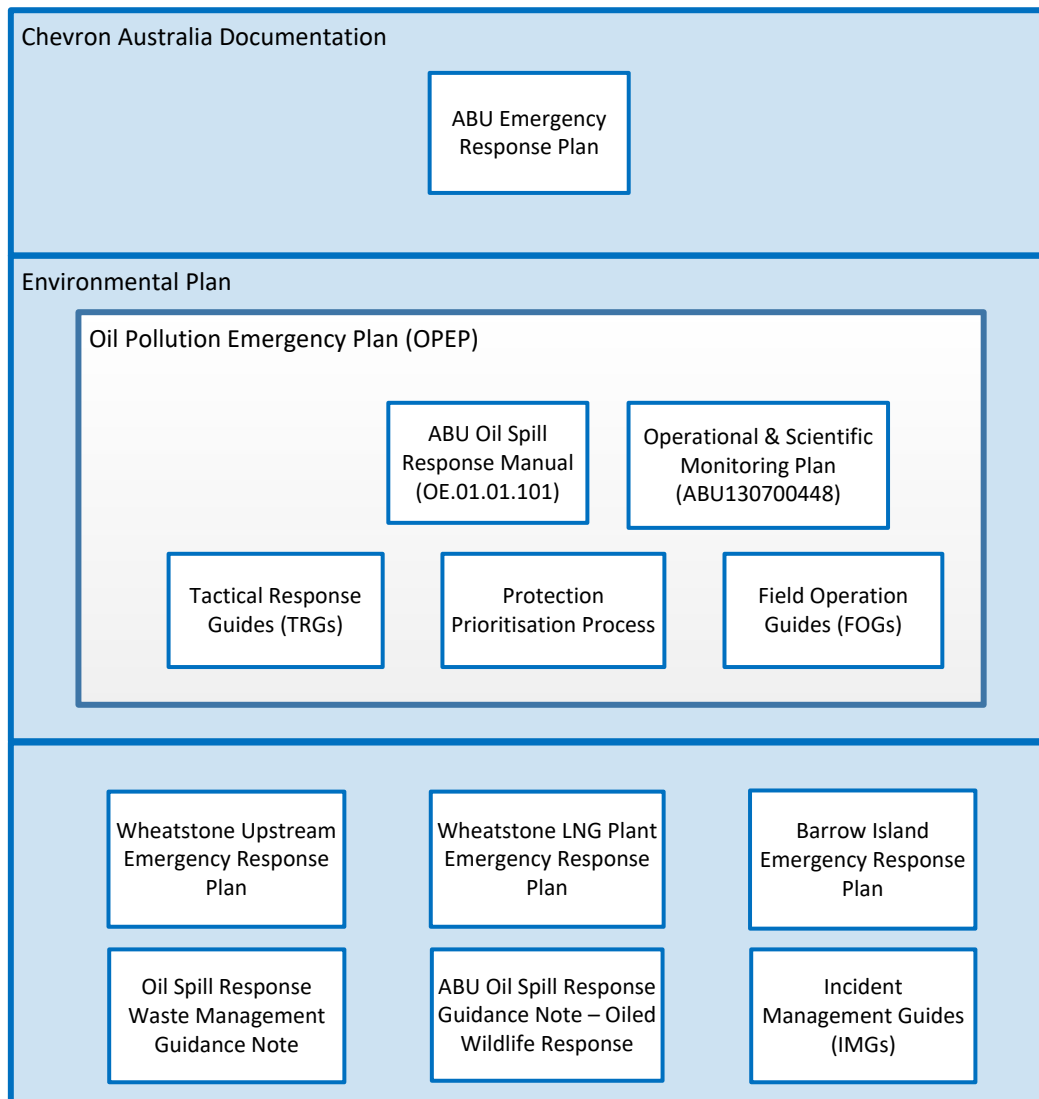 Chevron Australia Documentation
ABU Emergency
Response Plan
Environmental Plan
Oil Pollution Emergency Plan (OPEP)
ABU Oil Spill
Response Manual
(OE.01.01.101)
Operational & Scientific
Monitoring Plan
(ABU130700448)
Tactical Response
Guides (TRGs)
Protection
Prioritisation Process
Field Operation
Guides (FOGs)
Wheatstone Upstream
Emergency Response
Plan
Wheatstone LNG Plant
Emergency Response
Plan
Barrow Island
Emergency Response
Plan
Oil Spill Response
Waste Management
Guidance Note
ABU Oil Spill Response
Guidance Note – Oiled
Wildlife Response
Incident
Management Guides
(IMGs)